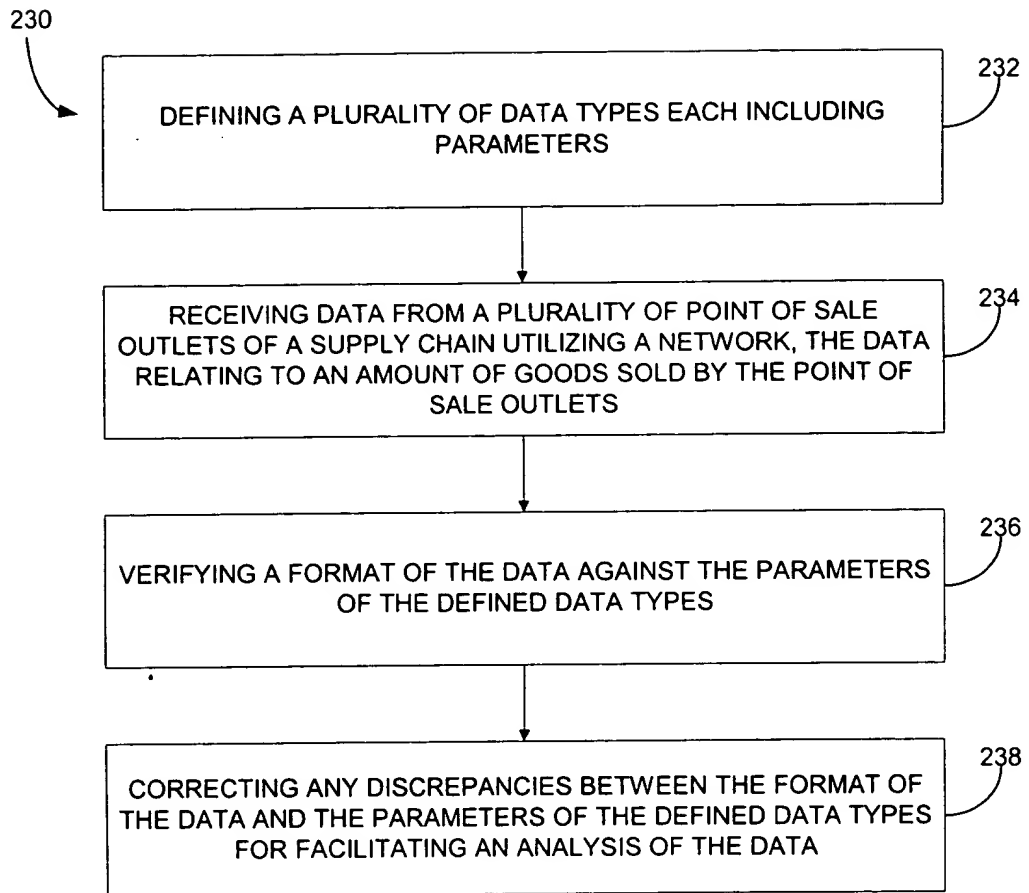 230
232
DEFINING A PLURALITY OF DATA TYPES EACH INCLUDING
PARAMETERS
234
RECEIVING DATA FROM A PLURALITY OF POINT OF SALE
OUTLETS OF A SUPPLY CHAIN UTILIZING A NETWORK, THE DATA
RELATING TO AN AMOUNT OF GOODS SOLD BY THE POINT OF
SALE OUTLETS
236
VERIFYING A FORMAT OF THE DATA AGAINST THE PARAMETERS
OF THE DEFINED DATA TYPES
238
CORRECTING ANY DISCREPANCIES BETWEEN THE FORMAT OF
THE DATA AND THE PARAMETERS OF THE DEFINED DATA TYPES
FOR FACILITATING AN ANALYSIS OF THE DATA